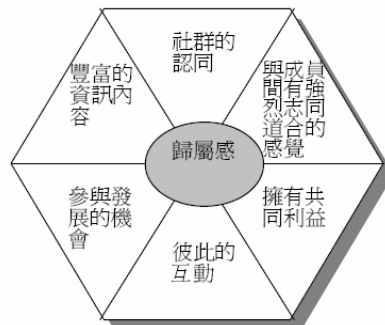 社群的
認同
與成員
間有強
烈志同
道合的
感覺
擁有共
同利益
彼此的
互動
參與發
展的機
會
豐富的
資訊內
容
歸屬感